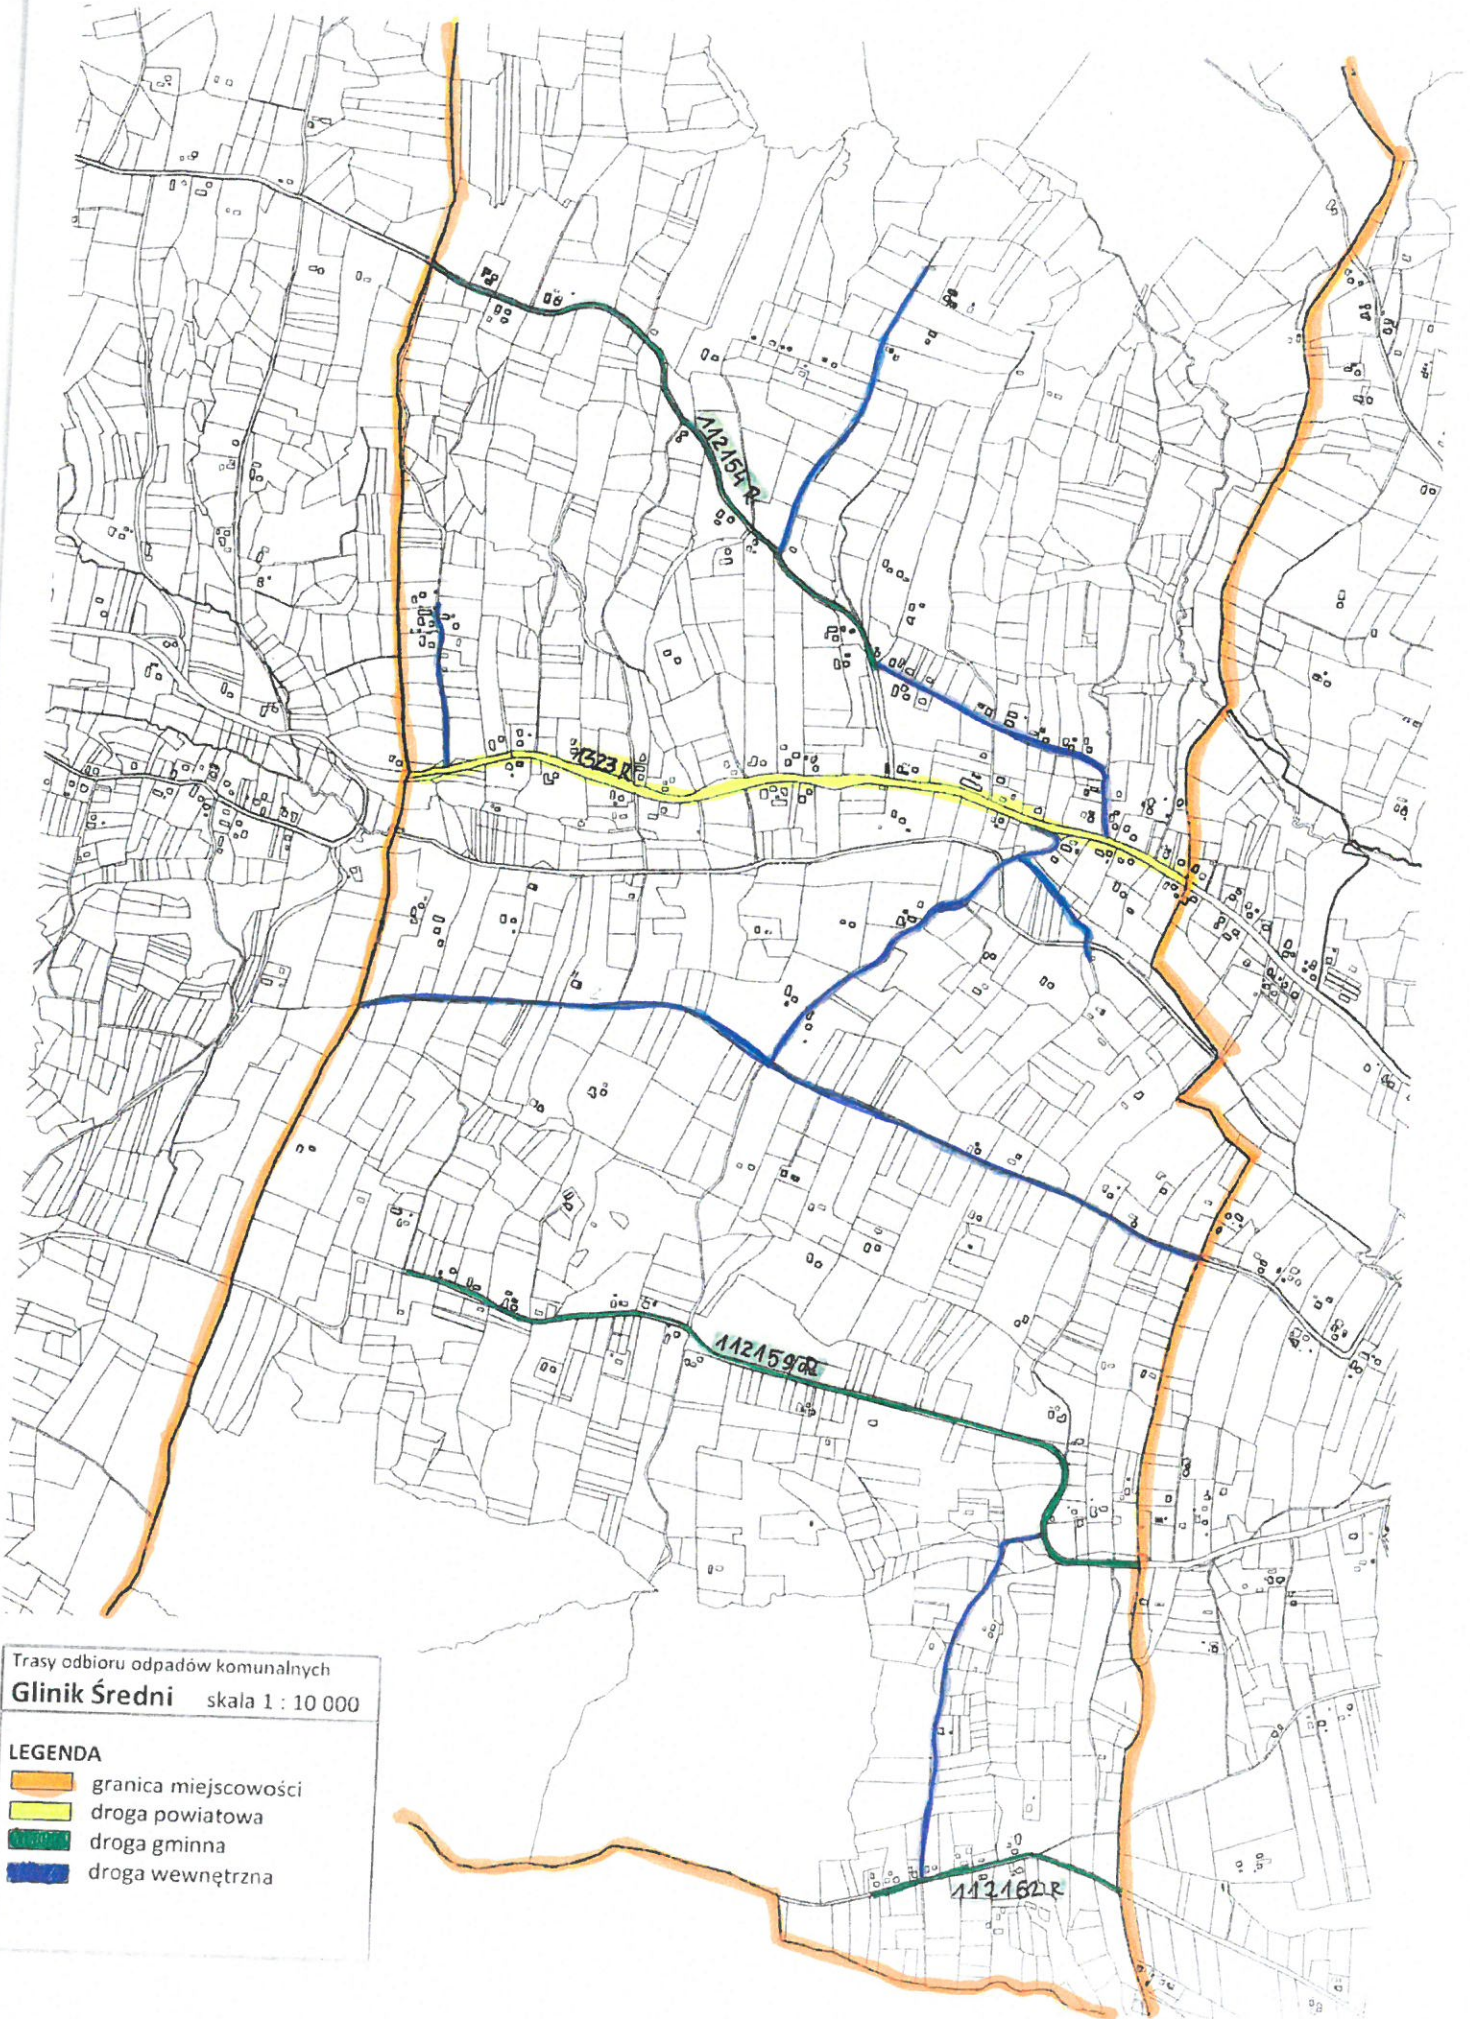 112154 R
1323 R
112159 R
112162 R
Trasy odbioru odpadów komunalnych
Glinik Średni skala 1 : 10 000
LEGENDA
granica miejscowości
droga powiatowa
droga gminna
droga wewnętrzna